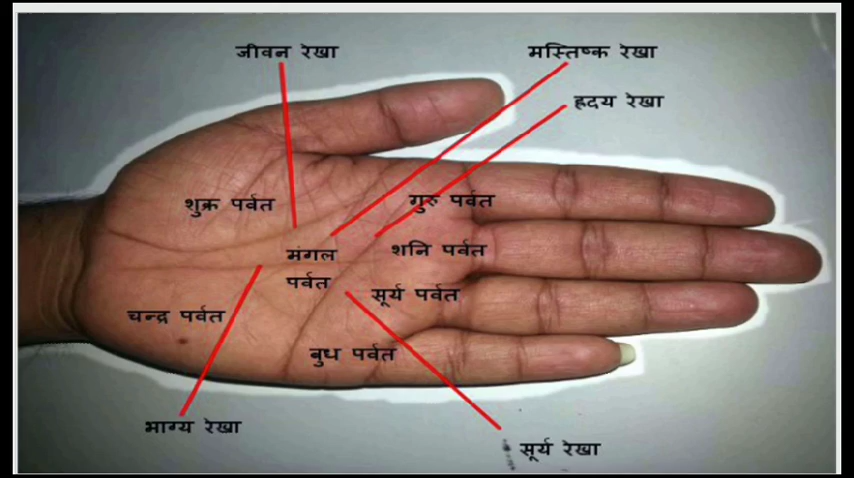 जीवन रेखा
मस्तिष्क रेखा
ह्रदय रेखा
शुक्र पर्वत
गुरु पर्वत
शनि पर्वत
मंगल
पर्वत
सूर्य पर्वत
चन्द्र पर्वत
बुध पर्वत
भाग्य रेखा
सूर्य रेखा